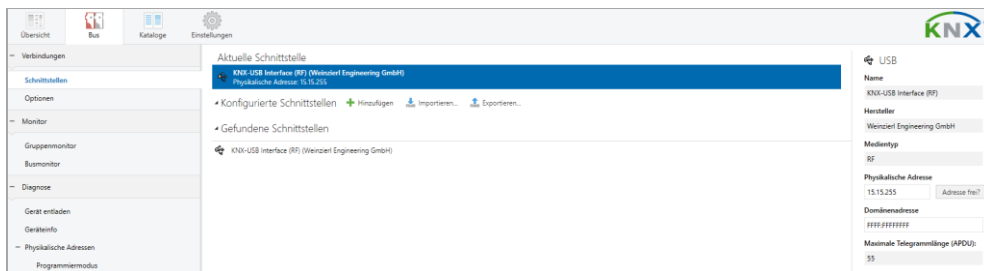 Übersicht
Bus
Kataloge
Einstellungen
KNX
Verbindungen
Schnittstellen
Optionen
Monitor
Gruppenmonitor
Busmonitor
Diagnose
Gerät entladen
Geräteinfo
Physikalische Adressen
Programmiermodus
Aktuelle Schnittstelle
KNX-USB Interface (RF) (Weinzierl Engineering GmbH)
Physikalische Adresse: 15.15.255
Konfigurierte Schnittstellen Hinzufügen Importieren... Exportieren...
Gefundene Schnittstellen
KNX-USB Interface (RF) (Weinzierl Engineering GmbH)
USB
Name
KNX-USB Interface (RF)
Hersteller
Weinzierl Engineering GmbH
Medientyp
RF
Physikalische Adresse
15.15.255 Adresse frei?
Domänenadresse
FFFF:FFFFFFFF
Maximale Telegrammlänge (APDU):
55